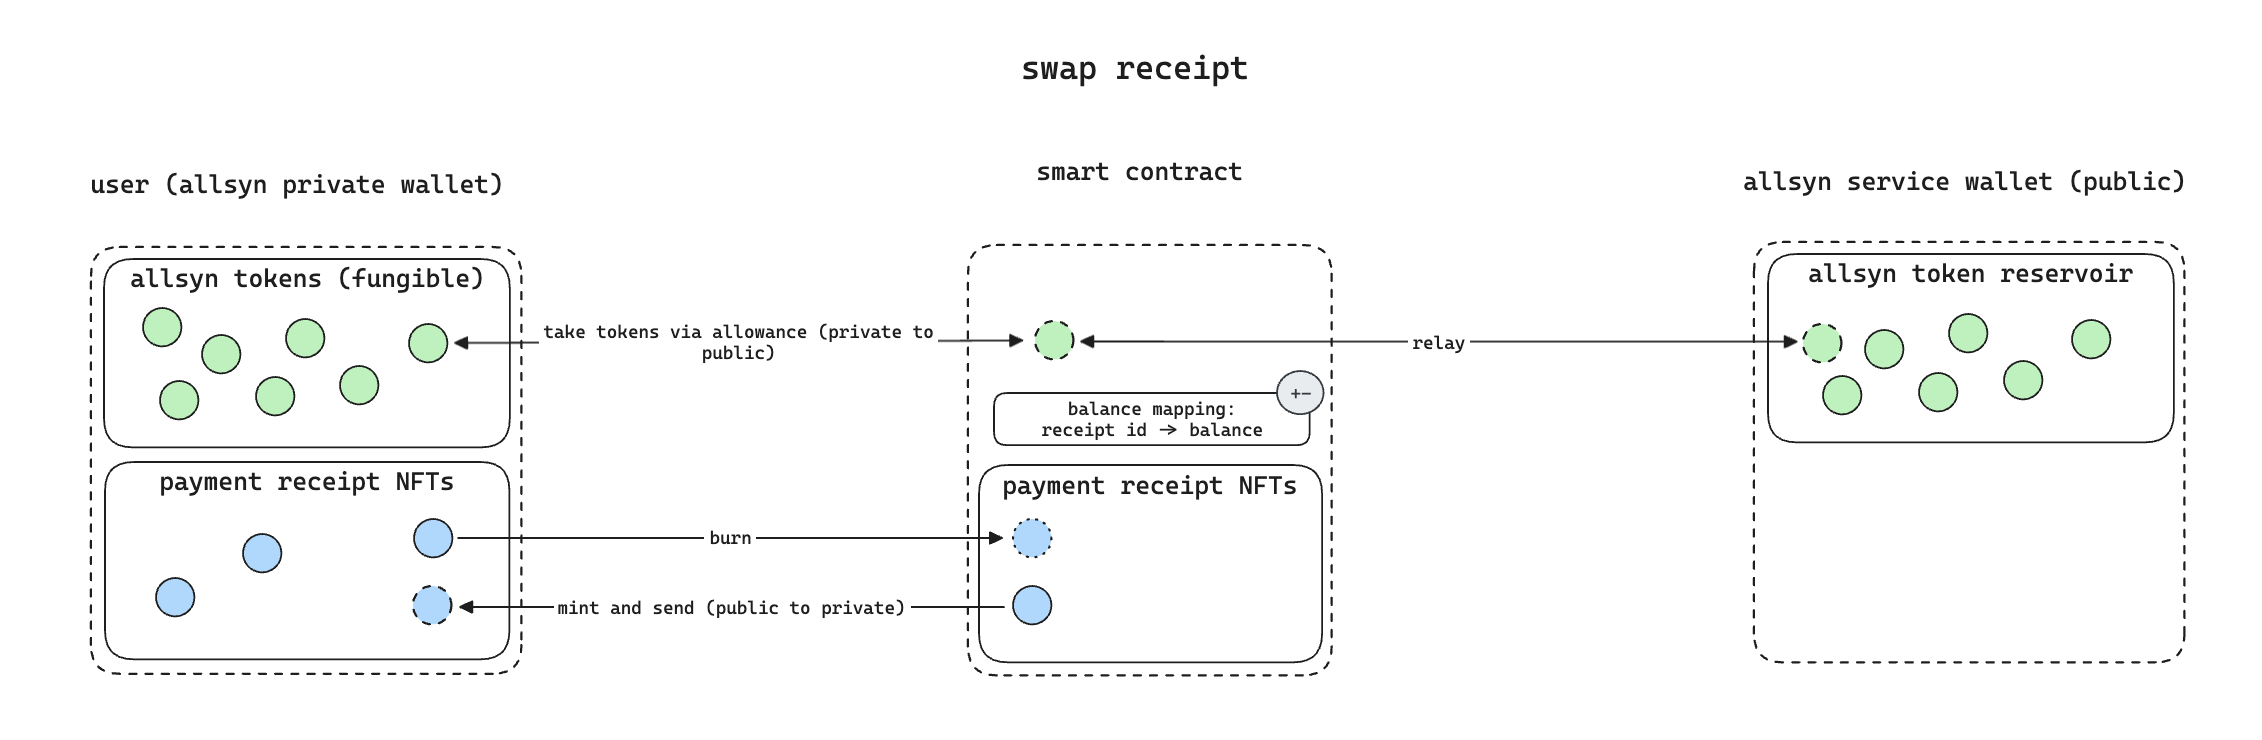 swap receipt
user (allsyn private wallet)
smart contract
allsyn service wallet (public)
allsyn tokens (fungible)
take tokens via allowance (private to
public)
relay
allsyn token reservoir
+−
balance mapping:
receipt id → balance
payment receipt NFTs
payment receipt NFTs
burn
mint and send (public to private)